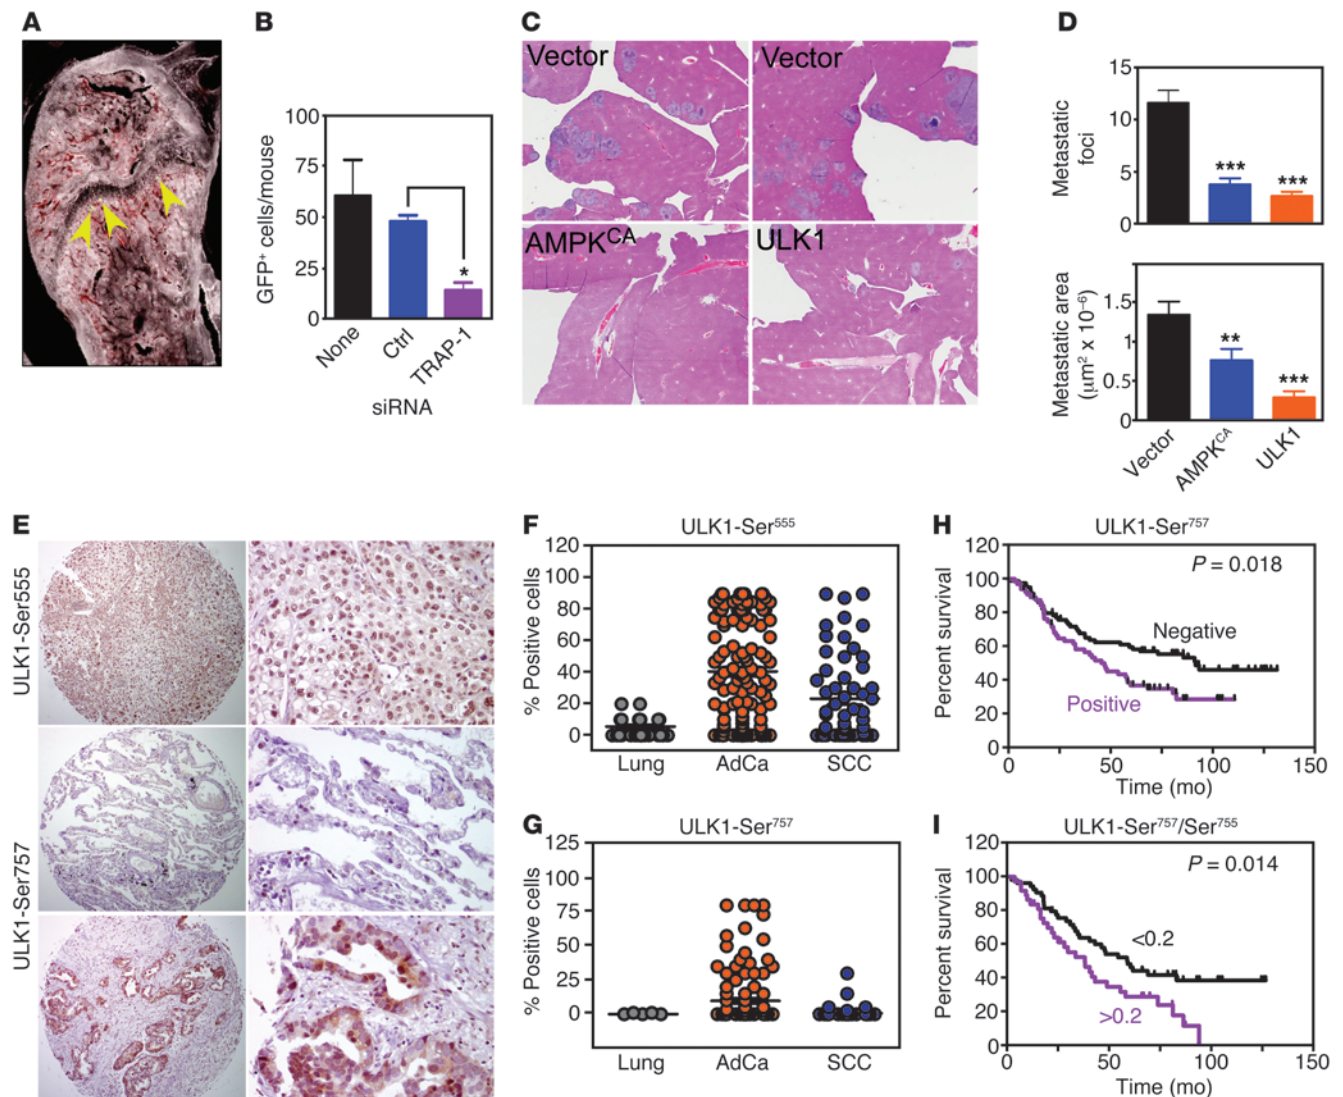 A
B
GFP⁺ cells/mouse
100
75
50
25
0
*
None
Ctrl
TRAP-1
siRNA
C
Vector
Vector
AMPKᶜᴬ
ULK1
D
Metastatic foci
15
10
5
0
***
***
Metastatic area
(μm² x 10⁻⁶)
1.5
1
0.5
0
**
***
Vector
AMPKᶜᴬ
ULK1
E
ULK1-Ser555
ULK1-Ser757
F
ULK1-Ser⁵⁵⁵
% Positive cells
120
100
80
60
40
20
0
Lung
AdCa
SCC
G
ULK1-Ser⁷⁵⁷
% Positive cells
125
100
75
50
25
0
Lung
AdCa
SCC
H
ULK1-Ser⁷⁵⁷
Percent survival
120
100
80
60
40
20
0
P = 0.018
Negative
Positive
0
50
100
150
Time (mo)
I
ULK1-Ser⁷⁵⁷/Ser⁷⁵⁵
Percent survival
120
100
80
60
40
20
0
P = 0.014
<0.2
>0.2
0
50
100
150
Time (mo)